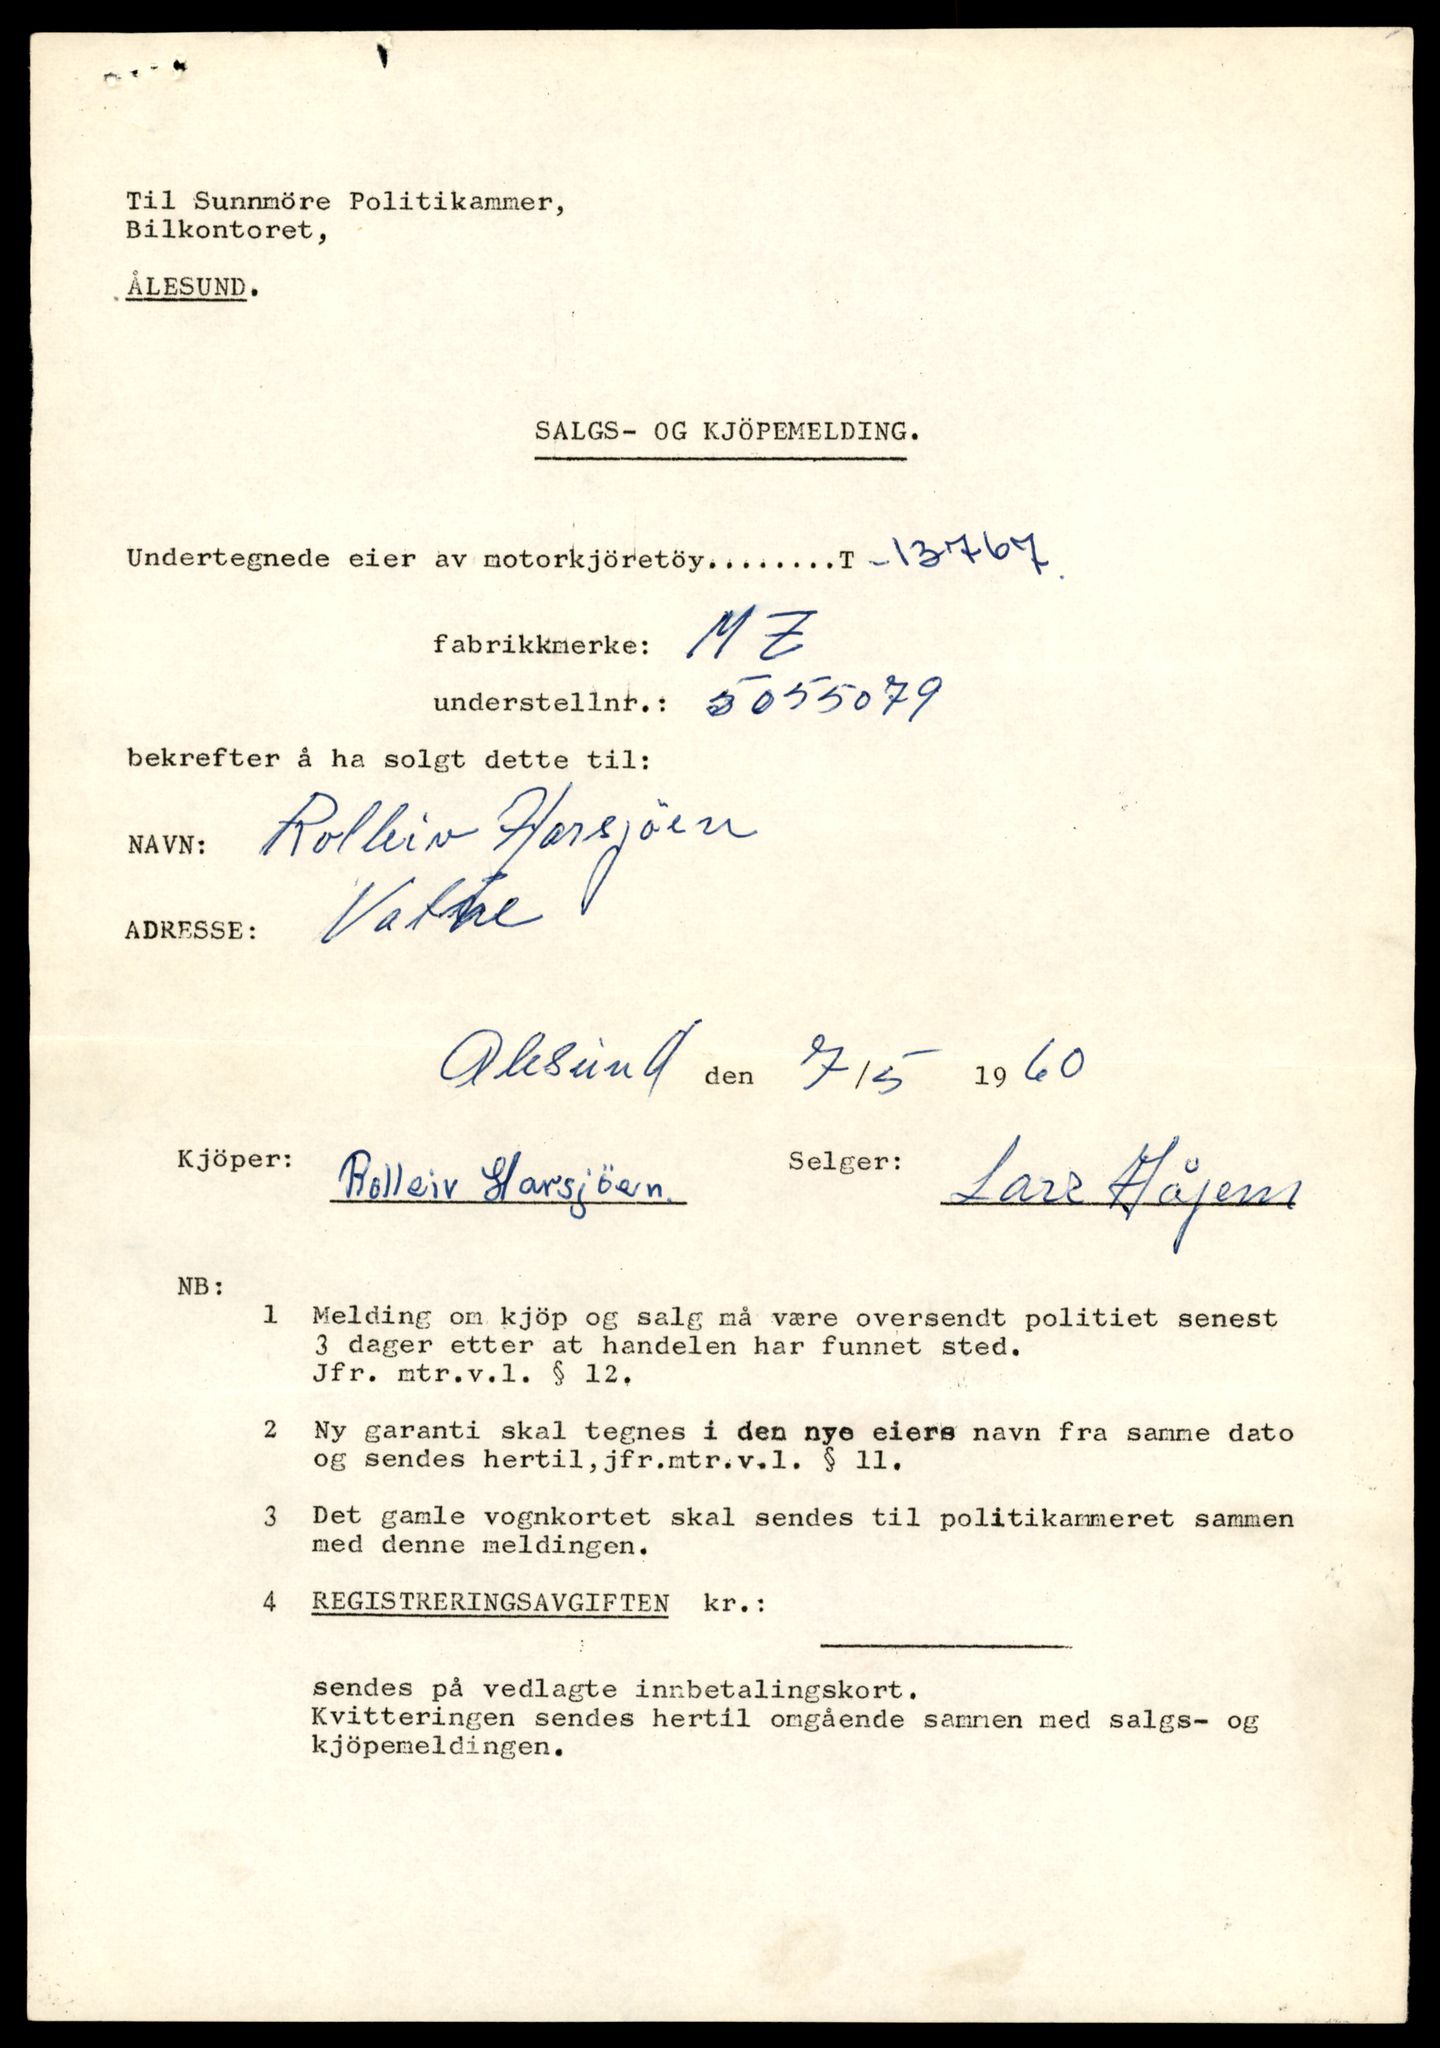 Til Sunnmöre Politikammer,
Bilkontoret,
ÅLESUND.
SALGS- OG KJÖPEMELDING.
Undertegnede eier av motorkjöretöy........T -13767.
fabrikkmerke: MZ
understellnr.: 5055079
bekrefter å ha solgt dette til:
NAVN: Rolleiv Harsjöen
ADRESSE: Vatne
Ålesund den 7/5 1960
Kjöper: Rolleiv Harsjöen. Selger: Lars
NB:
1 Melding om kjöp og salg må være oversendt politiet senest
3 dager etter at handelen har funnet sted.
Jfr. mtr.v.l. § 12.
2 Ny garanti skal tegnes i den nye eiers navn fra samme dato
og sendes hertil, jfr.mtr.v.l. § 11.
3 Det gamle vognkortet skal sendes til politikammeret sammen
med denne meldingen.
4 REGISTRERINGSAVGIFTEN kr.:
sendes på vedlagte innbetalingskort.
Kvitteringen sendes hertil omgående sammen med salgs- og
kjöpemeldingen.